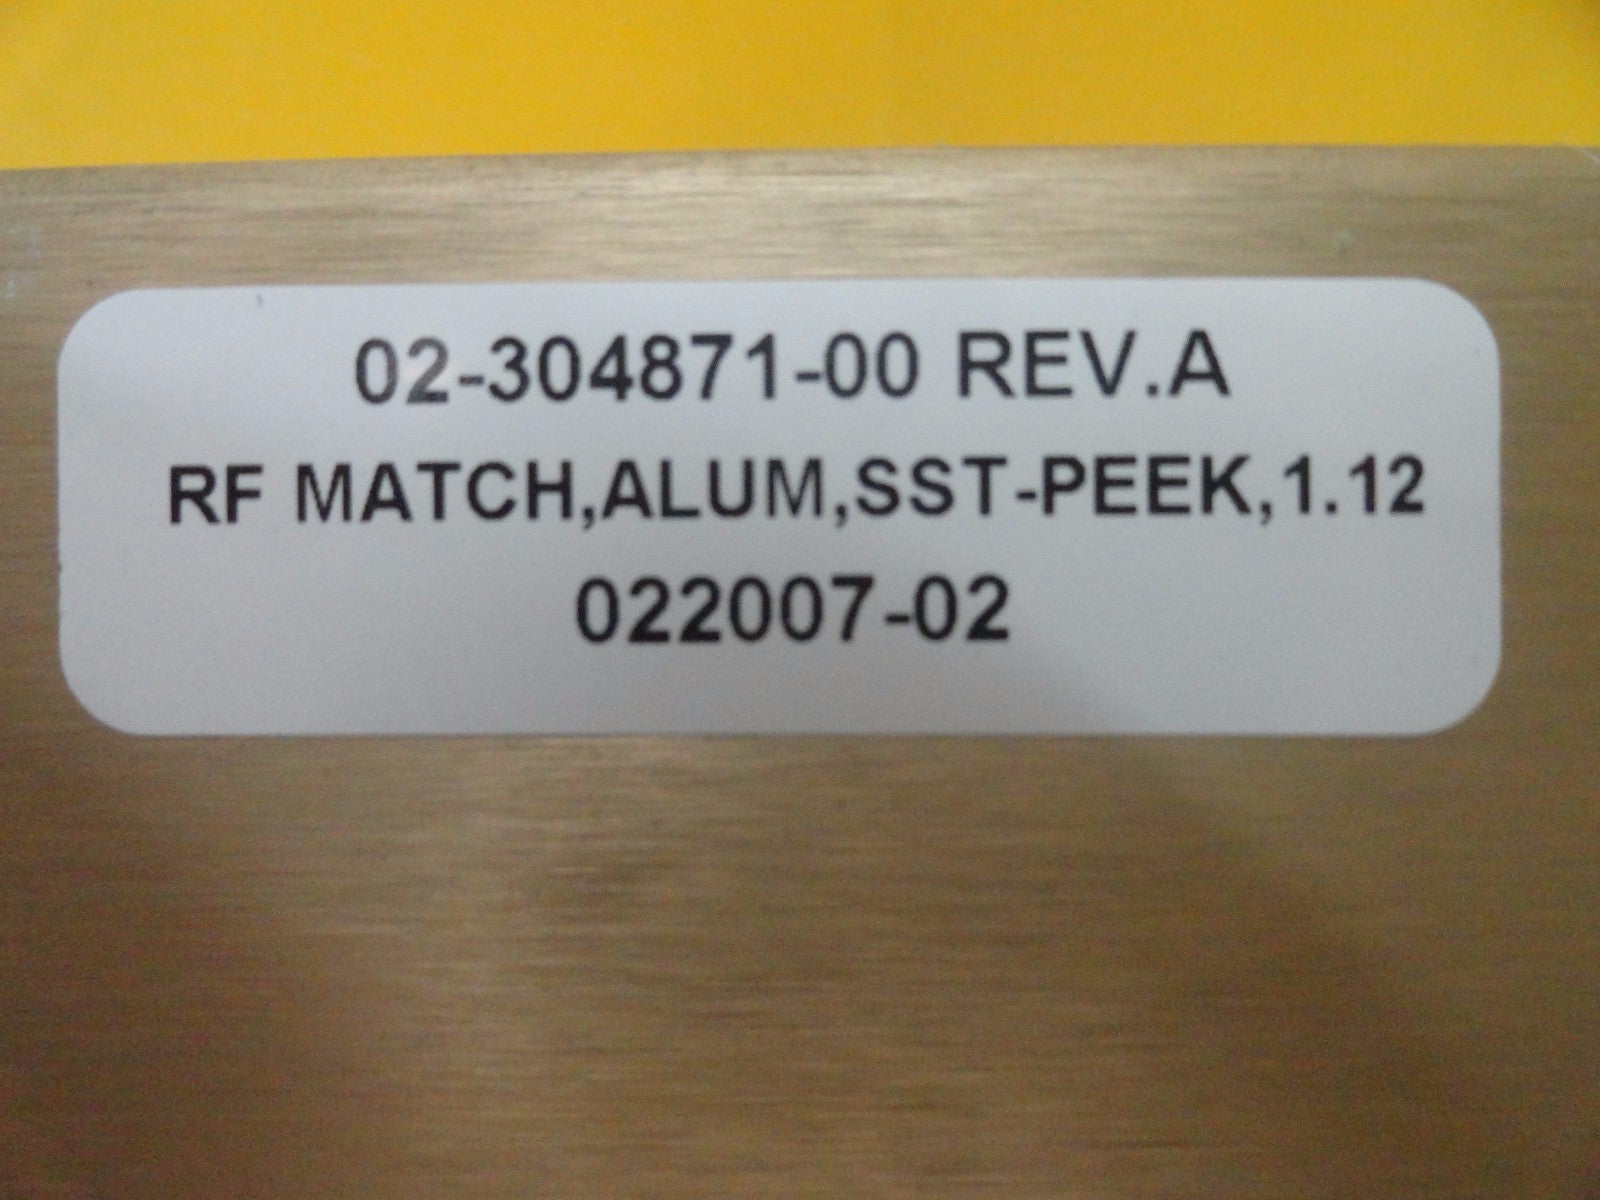 02-304871-00 REV.A
RF MATCH,ALUM,SST-PEEK,1.12
022007-02